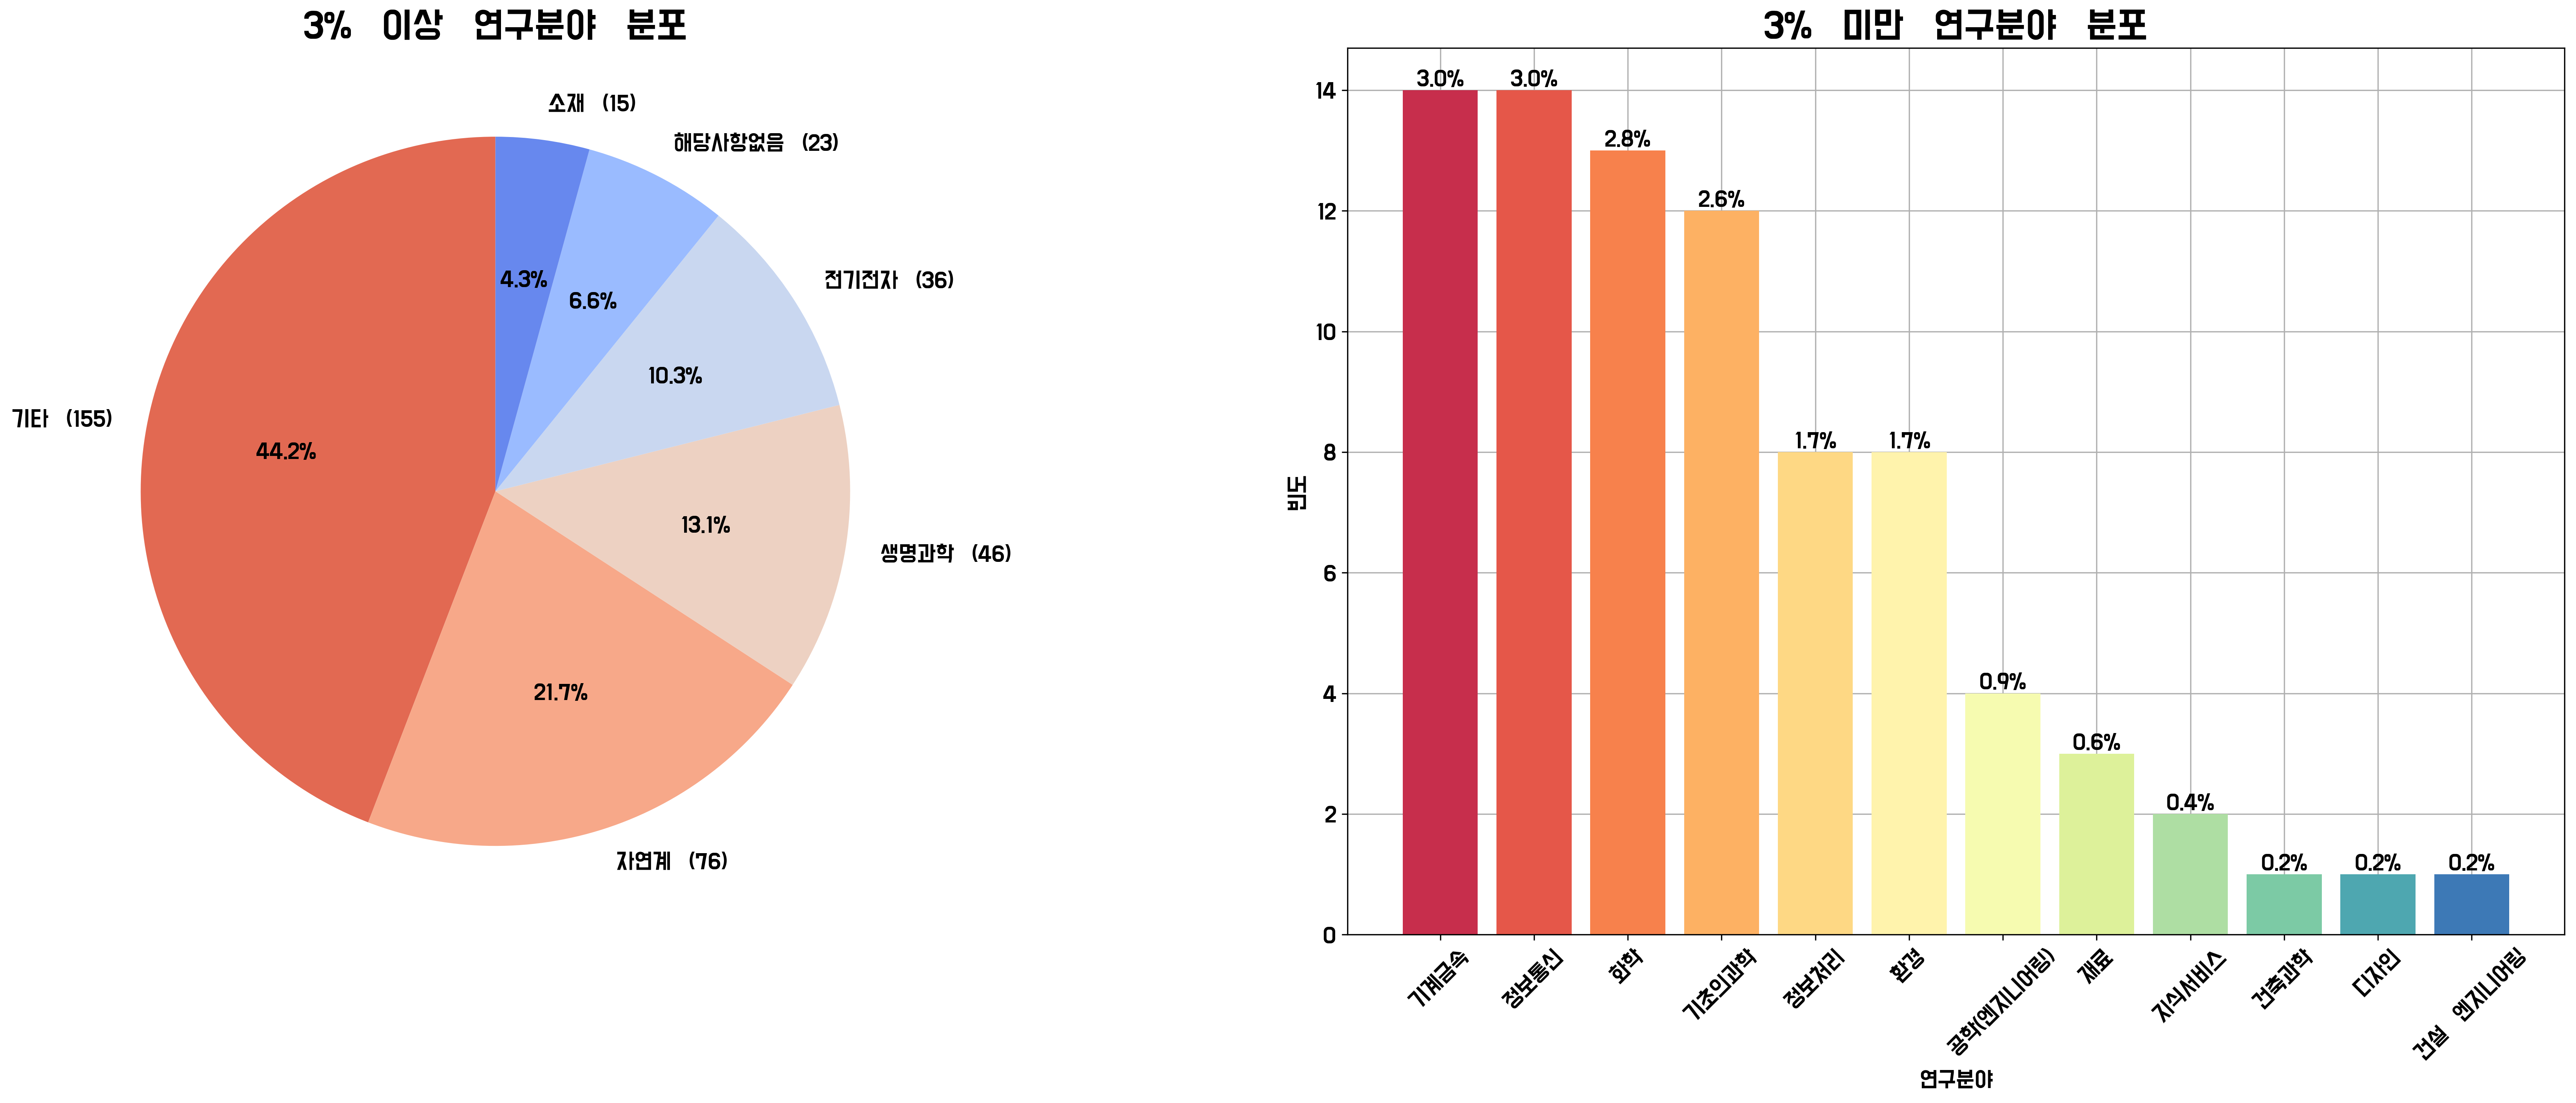 3% 이상 연구분야 분포
소재 (15)
해당사항없음 (23)
전기전자 (36)
생명과학 (46)
자연계 (76)
기타 (155)
4.3%
6.6%
10.3%
13.1%
21.7%
44.2%
3% 미만 연구분야 분포
빈도
14
12
10
8
6
4
2
0
3.0%
3.0%
2.8%
2.6%
1.7%
1.7%
0.9%
0.6%
0.4%
0.2%
0.2%
0.2%
기계금속
정보통신
화학
기초의과학
정보처리
환경
공학(엔지니어링)
재료
지식서비스
건축과학
디자인
건설 엔지니어링
연구분야